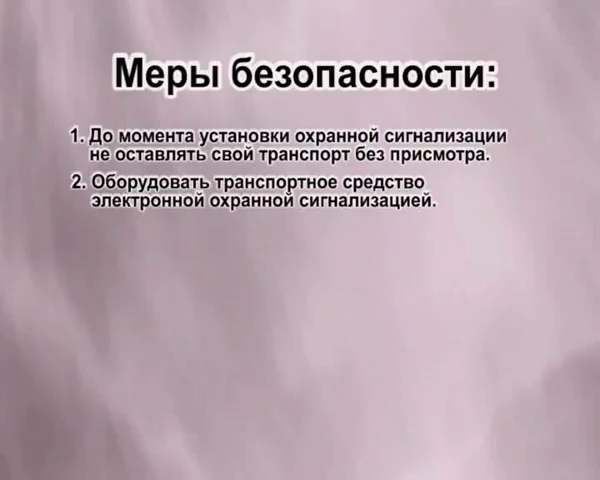 Меры безопасности:
1. До момента установки охранной сигнализации
не оставлять свой транспорт без присмотра.
2. Оборудовать транспортное средство
электронной охранной сигнализацией.